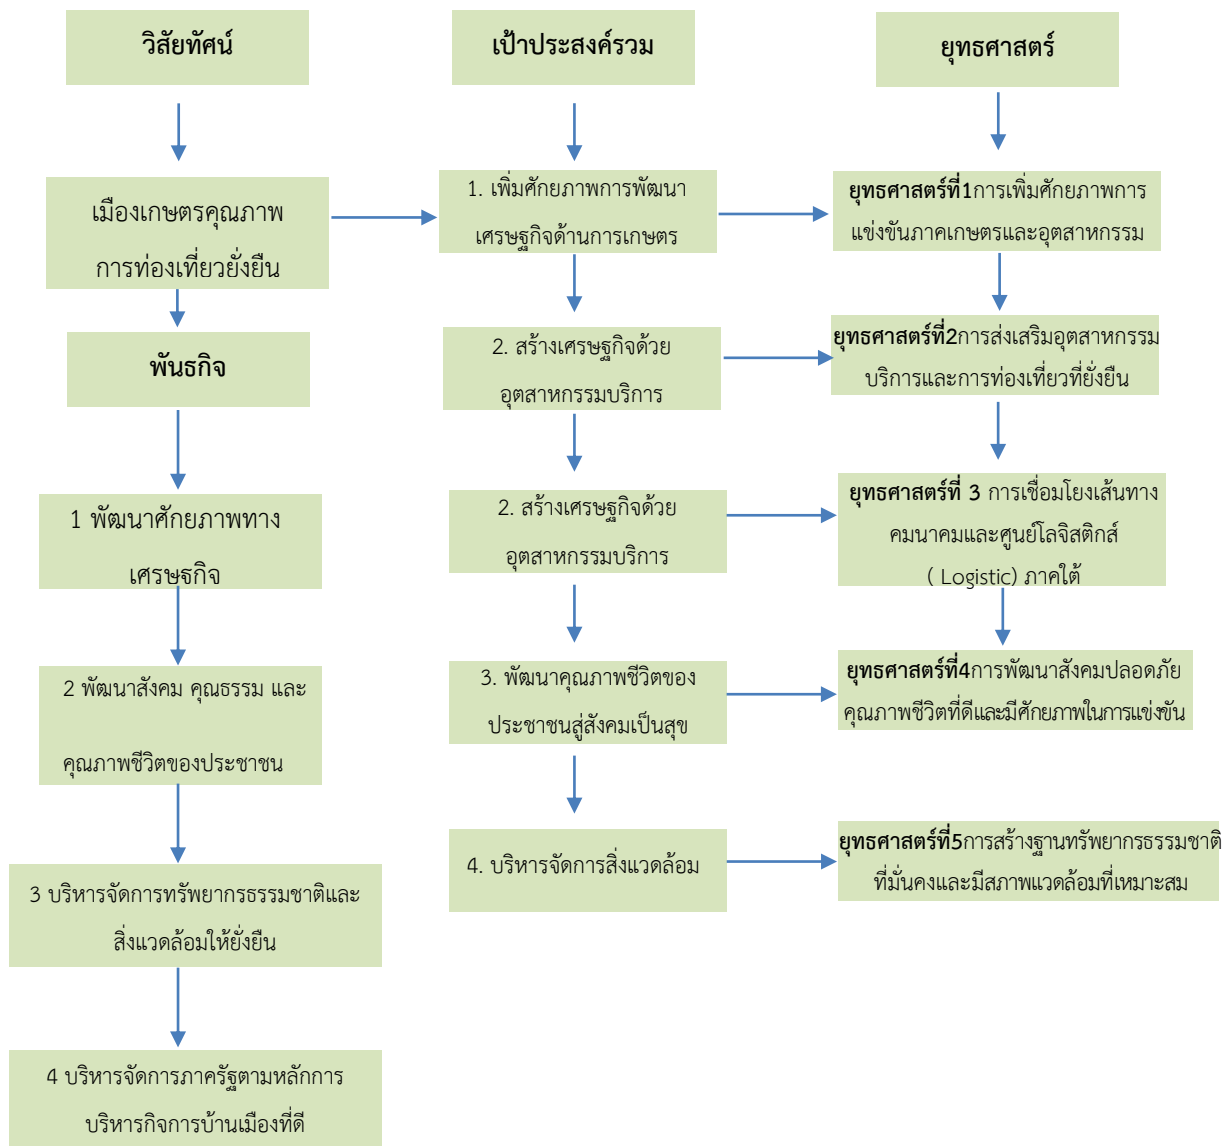 วิสัยทัศน์
เมืองเกษตรคุณภาพ
การท่องเที่ยวยั่งยืน
พันธกิจ
1 พัฒนาศักยภาพทาง
เศรษฐกิจ
2 พัฒนาสังคม คุณธรรม และ
คุณภาพชีวิตของประชาชน
3 บริหารจัดการทรัพยากรธรรมชาติและ
สิ่งแวดล้อมให้ยั่งยืน
4 บริหารจัดการภาครัฐตามหลักการ
บริหารกิจการบ้านเมืองที่ดี
เป้าประสงค์รวม
1. เพิ่มศักยภาพการพัฒนา
เศรษฐกิจด้านการเกษตร
2. สร้างเศรษฐกิจด้วย
อุตสาหกรรมบริการ
2. สร้างเศรษฐกิจด้วย
อุตสาหกรรมบริการ
3. พัฒนาคุณภาพชีวิตของ
ประชาชนสู่สังคมเป็นสุข
4. บริหารจัดการสิ่งแวดล้อม
ยุทธศาสตร์
ยุทธศาสตร์ที่1การเพิ่มศักยภาพการ
แข่งขันภาคเกษตรและอุตสาหกรรม
ยุทธศาสตร์ที่2การส่งเสริมอุตสาหกรรม
บริการและการท่องเที่ยวที่ยั่งยืน
ยุทธศาสตร์ที่ 3 การเชื่อมโยงเส้นทาง
คมนาคมและศูนย์โลจิสติกส์
( Logistic) ภาคใต้
ยุทธศาสตร์ที่4การพัฒนาสังคมปลอดภัย
คุณภาพชีวิตที่ดีและมีศักยภาพในการแข่งขัน
ยุทธศาสตร์ที่5การสร้างฐานทรัพยากรธรรมชาติ
ที่มั่นคงและมีสภาพแวดล้อมที่เหมาะสม